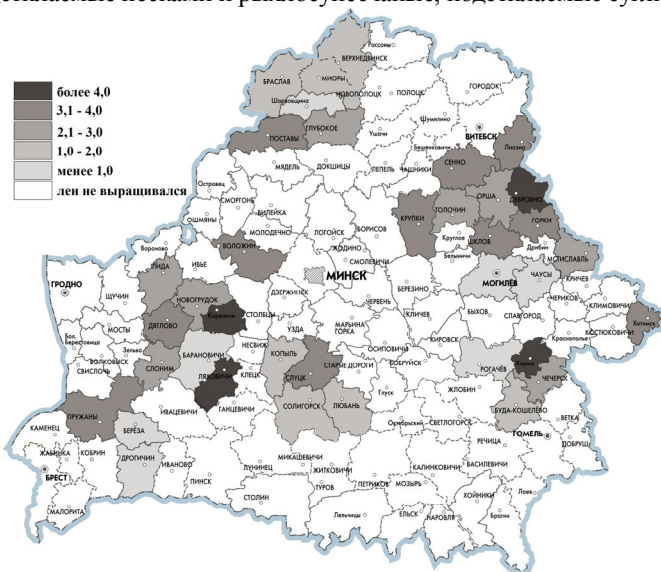 более 4,0
3,1 - 4,0
2,1 - 3,0
1,0 - 2,0
менее 1,0
лен не выращивался
Россоны
ВЕРХНЕДВИНСК
БРАСЛАВ
МИОРЫ
НОВОПОЛОЦК
ПОЛОЦК
ГОРОДОК
Шарковщина
Шумилино
ВИТЕБСК
ПОСТАВЫ
ГЛУБОКОЕ
Ушачи
Бешенковичи
Лиозно
МЯДЕЛЬ
ДОКШИЦЫ
ЛЕПЕЛЬ
ЧАШНИКИ
СЕННО
Островец
СМОРГОНЬ
ВИЛЕЙКА
ОРША
ДУБРОВНО
ОШМЯНЫ
МОЛОДЕЧНО
ЛОГОЙСК
БОРИСОВ
КРУПКИ
ТОЛОЧИН
ГОРКИ
Вороново
ВОЛОЖИН
ЖОДИНО
СМОЛЕВИЧИ
Круглое
ШКЛОВ
Дрибин
Белыничи
МСТИСЛАВЛЬ
ЛИДА
ИВЬЕ
МИНСК
МОГИЛЁВ
ЧАУСЫ
КРИЧЕВ
ГРОДНО
ЩУЧИН
НОВОГРУДОК
ДЗЕРЖИНСК
ЧЕРВЕНЬ
БЕРЕЗИНО
ЧЕРИКОВ
КЛИМОВИЧИ
Хотимск
МОСТЫ
ДЯТЛОВО
Кореличи
СТОЛБЦЫ
УЗДА
МАРЬИНА
ГОРКА
КЛИЧЕВ
БЫХОВ
СЛАВГОРОД
КОСТЮКОВИЧИ
Бол.
Берестовица
Зельва
ВОЛКОВЫСК
НЕСВИЖ
ОСИПОВИЧИ
КИРОВСК
Краснополье
СВИСЛОЧЬ
СЛОНИМ
БАРАНОВИЧИ
КЛЕЦК
КОПЫЛЬ
СТАРЫЕ ДОРОГИ
БОБРУЙСК
РОГАЧЁВ
Корма
ЛЯХОВИЧИ
СЛУЦК
Глуск
ЖЛОБИН
ЧЕЧЕРСК
ПРУЖАНЫ
ИВАЦЕВИЧИ
ГАНЦЕВИЧИ
СОЛИГОРСК
ЛЮБАНЬ
БУДА-КОШЕЛЁВО
ВЕТКА
КАМЕНЕЦ
БЕРЁЗА
Октябрьский
СВЕТЛОГОРСК
ГОМЕЛЬ
ДОБРУШ
ЖАБИНКА
КОБРИН
ДРОГИЧИН
ИВАНОВО
ЛУНИНЕЦ
МИКАШЕВИЧИ
РЕЧИЦА
БРЕСТ
ПИНСК
ЖИТКОВИЧИ
КАЛИНКОВИЧИ
ВАСИЛЕВИЧИ
МАЛОРИТА
СТОЛИН
ТУРОВ
ПЕТРИКОВ
МОЗЫРЬ
ХОЙНИКИ
Лоев
Лельчицы
ЕЛЬСК
НАРОВЛЯ
Брагин